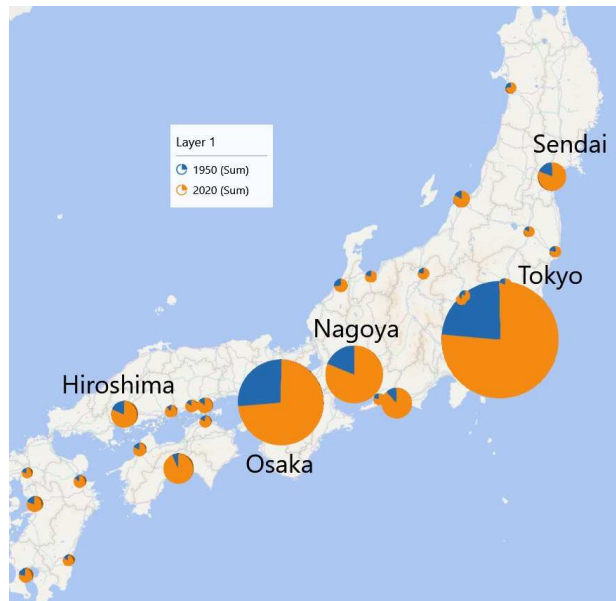 Layer 1
1950 (Sum)
2020 (Sum)
Sendai
Tokyo
Nagoya
Hiroshima
Osaka